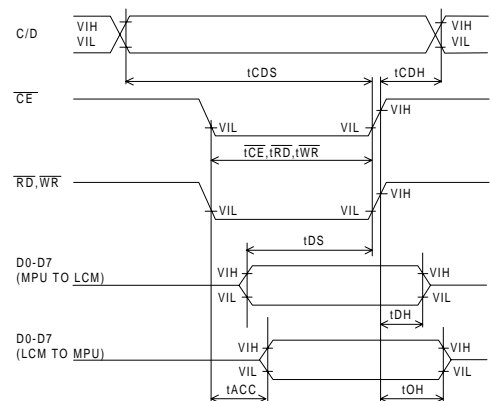 C/D VIH
VIL
tCDS tCDH
CE
VIH
VIL VIL
tCE,tRD,tWR
RD,WR
VIH
VIL VIL
tDS
D0-D7
(MPU TO LCM)
VIH VIH
VIL VIL
tDH
D0-D7
(LCM TO MPU)
VIH VIH
VIL VIL
tACC tOH